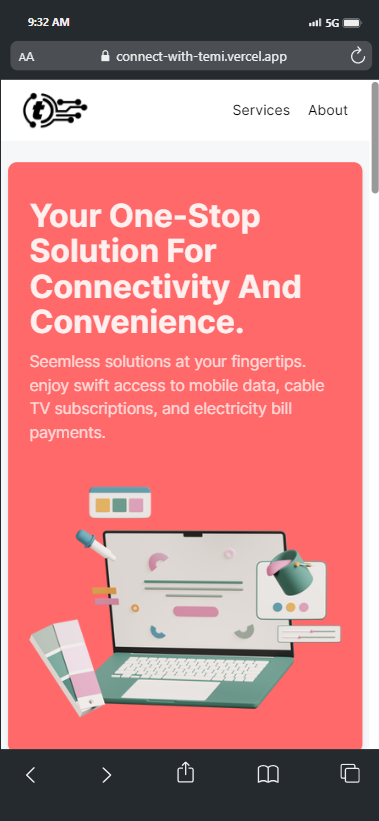 9:32 AM
5G
AA
connect-with-temi.vercel.app
t
Services About
Your One-Stop
Solution For
Connectivity And
Convenience.
Seemless solutions at your fingertips.
enjoy swift access to mobile data, cable
TV subscriptions, and electricity bill
payments.